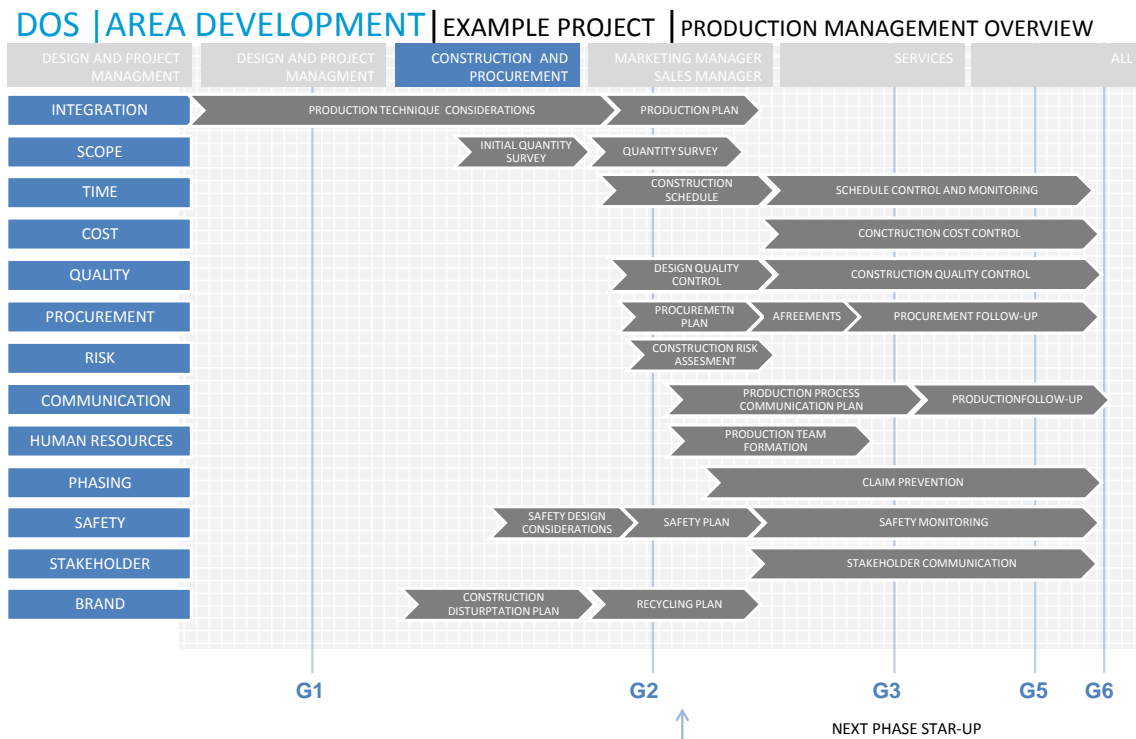 DOS |AREA DEVELOPMENT|EXAMPLE PROJECT |PRODUCTION MANAGEMENT OVERVIEW
DESIGN AND PROJECT
MANAGMENT
DESIGN AND PROJECT
MANAGMENT
CONSTRUCTION AND
PROCUREMENT
MARKETING MANAGER
SALES MANAGER
SERVICES
ALL
INTEGRATION
PRODUCTION TECHNIQUE CONSIDERATIONS
PRODUCTION PLAN
SCOPE
INITIAL QUANTITY
SURVEY
QUANTITY SURVEY
TIME
CONSTRUCTION
SCHEDULE
SCHEDULE CONTROL AND MONITORING
COST
CONCTRUCTION COST CONTROL
QUALITY
DESIGN QUALITY
CONTROL
CONSTRUCTION QUALITY CONTROL
PROCUREMENT
PROCUREMETN
PLAN
AFREEMENTS
PROCUREMENT FOLLOW-UP
RISK
CONSTRUCTION RISK
ASSESMENT
COMMUNICATION
PRODUCTION PROCESS
COMMUNICATION PLAN
PRODUCTIONFOLLOW-UP
HUMAN RESOURCES
PRODUCTION TEAM
FORMATION
PHASING
CLAIM PREVENTION
SAFETY
SAFETY DESIGN
CONSIDERATIONS
SAFETY PLAN
SAFETY MONITORING
STAKEHOLDER
STAKEHOLDER COMMUNICATION
BRAND
CONSTRUCTION
DISTURPTATION PLAN
RECYCLING PLAN
G1
G2
G3
G5
G6
NEXT PHASE STAR-UP